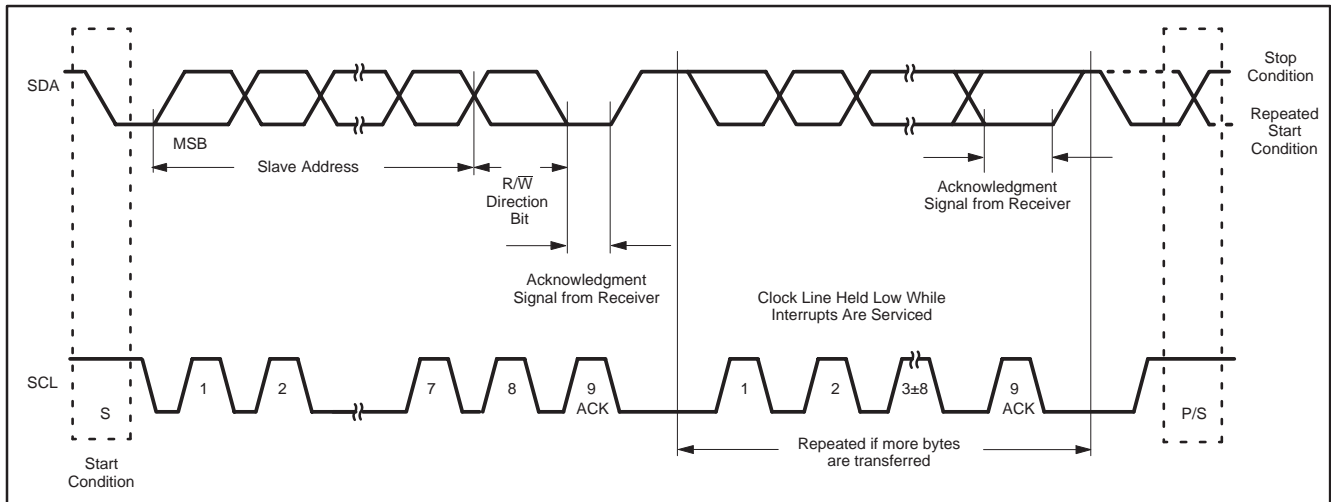 SDA
MSB
Slave Address
R/W̅
Direction
Bit
Acknowledgment
Signal from Receiver
Acknowledgment
Signal from Receiver
Stop
Condition
Repeated
Start
Condition
Clock Line Held Low While
Interrupts Are Serviced
SCL
S
1
2
7
8
9
ACK
1
2
3±8
9
ACK
P/S
Start
Condition
Repeated if more bytes
are transferred